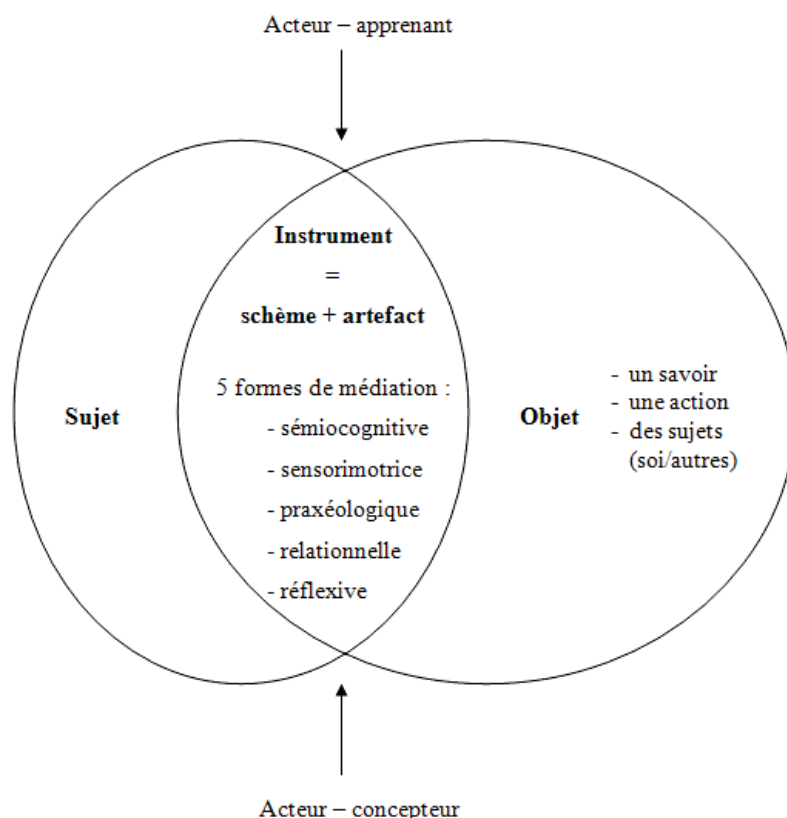 Acteur – apprenant
Instrument
=
schème + artefact
5 formes de médiation :
- sémiocognitive
- sensorimotrice
- praxéologique
- relationnelle
- réflexive
Sujet
Objet
- un savoir
- une action
- des sujets
(soi/autres)
Acteur – concepteur